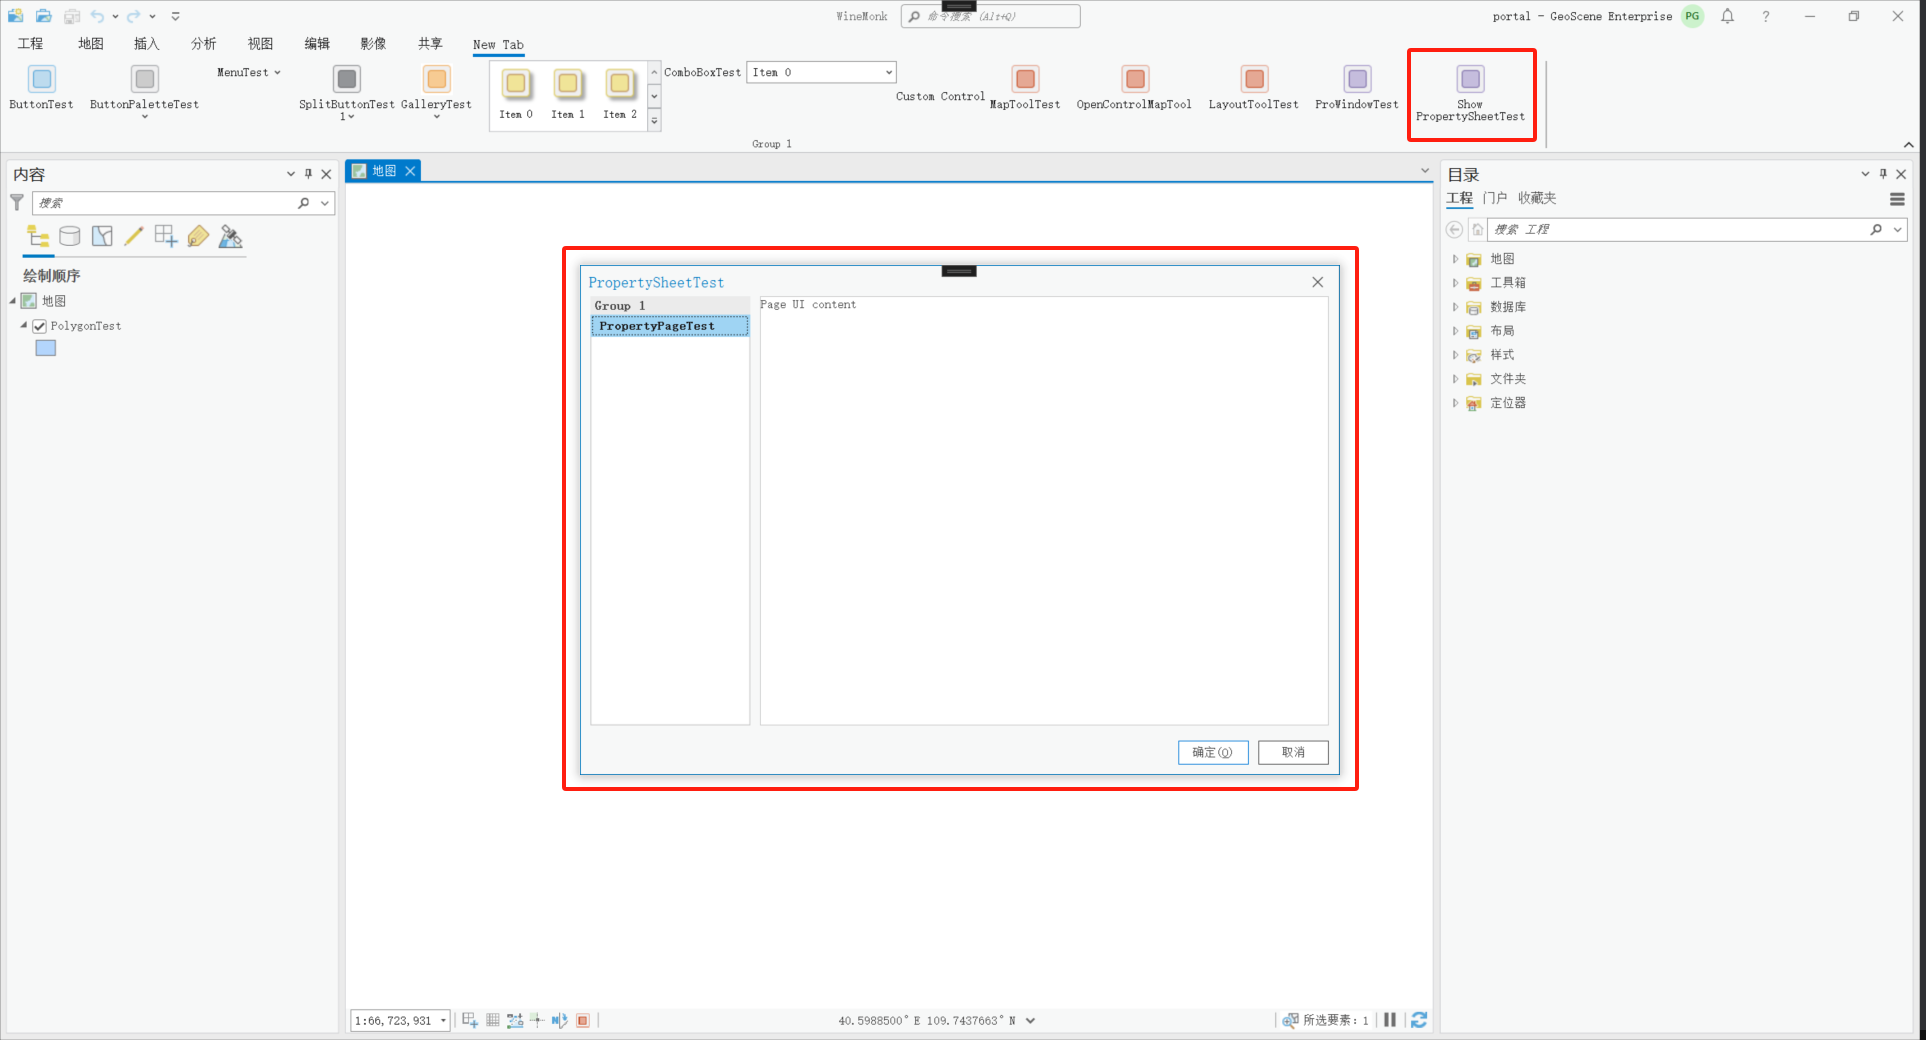 WineMonk
命令搜索 (Alt+Q)
portal - GeoScene Enterprise
PG
工程
地图
插入
分析
视图
编辑
影像
共享
New Tab
ButtonTest
ButtonPaletteTest
MenuTest
SplitButtonTest
1
GalleryTest
Item 0
Item 1
Item 2
ComboBoxTest
Item 0
Custom Control
MapToolTest
OpenControlMapTool
LayoutToolTest
ProWindowTest
Show
PropertySheetTest
Group 1
内容
搜索
绘制顺序
地图
PolygonTest
地图
PropertySheetTest
Group 1
PropertyPageTest
Page UI content
确定(O)
取消
目录
工程
门户
收藏夹
搜索 工程
地图
工具箱
数据库
布局
样式
文件夹
定位器
1:66,723,931
40.5988500°E 109.7437663°N
所选要素: 1